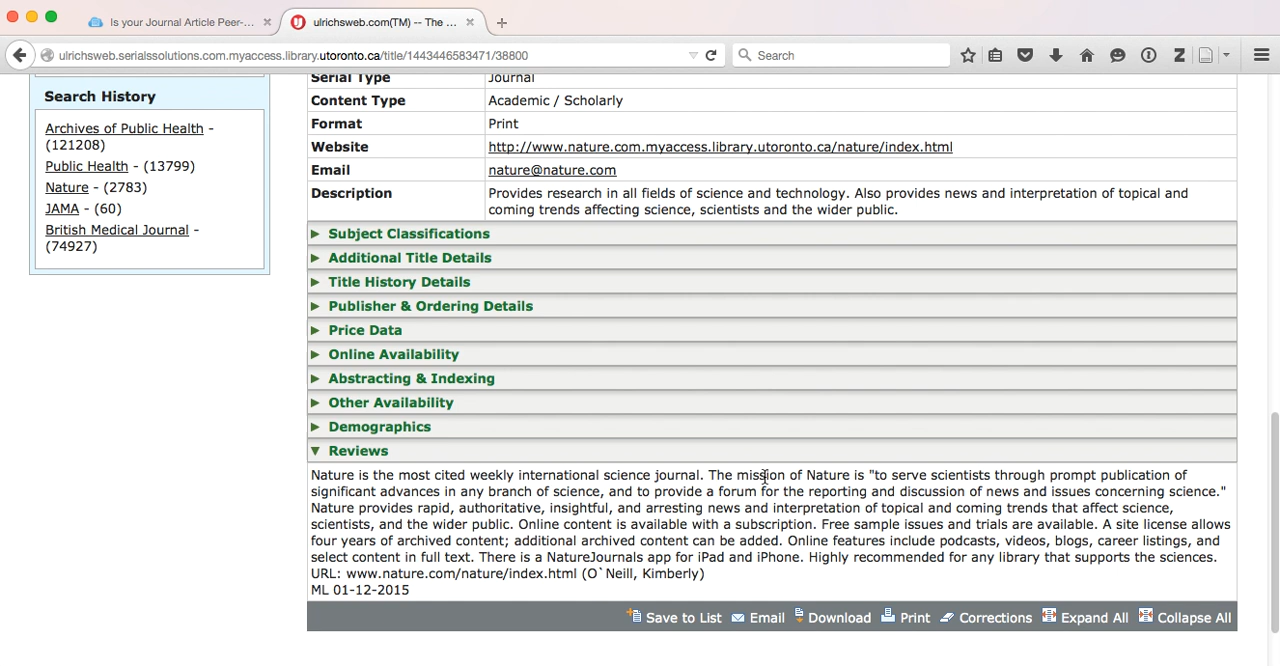 Is your Journal Article Peer-...
ulrichsweb.com(TM) -- The ...
ulrichsweb.serialssolutions.com.myaccess.library.utoronto.ca/title/1443446583471/38800
Search
Search History
Archives of Public Health -
(121208)
Public Health - (13799)
Nature - (2783)
JAMA - (60)
British Medical Journal -
(74927)
Serial Type Journal
Content Type Academic / Scholarly
Format Print
Website http://www.nature.com.myaccess.library.utoronto.ca/nature/index.html
Email nature@nature.com
Description Provides research in all fields of science and technology. Also provides news and interpretation of topical and
coming trends affecting science, scientists and the wider public.
Subject Classifications
Additional Title Details
Title History Details
Publisher & Ordering Details
Price Data
Online Availability
Abstracting & Indexing
Other Availability
Demographics
Reviews
Nature is the most cited weekly international science journal. The mission of Nature is "to serve scientists through prompt publication of
significant advances in any branch of science, and to provide a forum for the reporting and discussion of news and issues concerning science."
Nature provides rapid, authoritative, insightful, and arresting news and interpretation of topical and coming trends that affect science,
scientists, and the wider public. Online content is available with a subscription. Free sample issues and trials are available. A site license allows
four years of archived content; additional archived content can be added. Online features include podcasts, videos, blogs, career listings, and
select content in full text. There is a NatureJournals app for iPad and iPhone. Highly recommended for any library that supports the sciences.
URL: www.nature.com/nature/index.html (O`Neill, Kimberly)
ML 01-12-2015
Save to List Email Download Print Corrections Expand All Collapse All